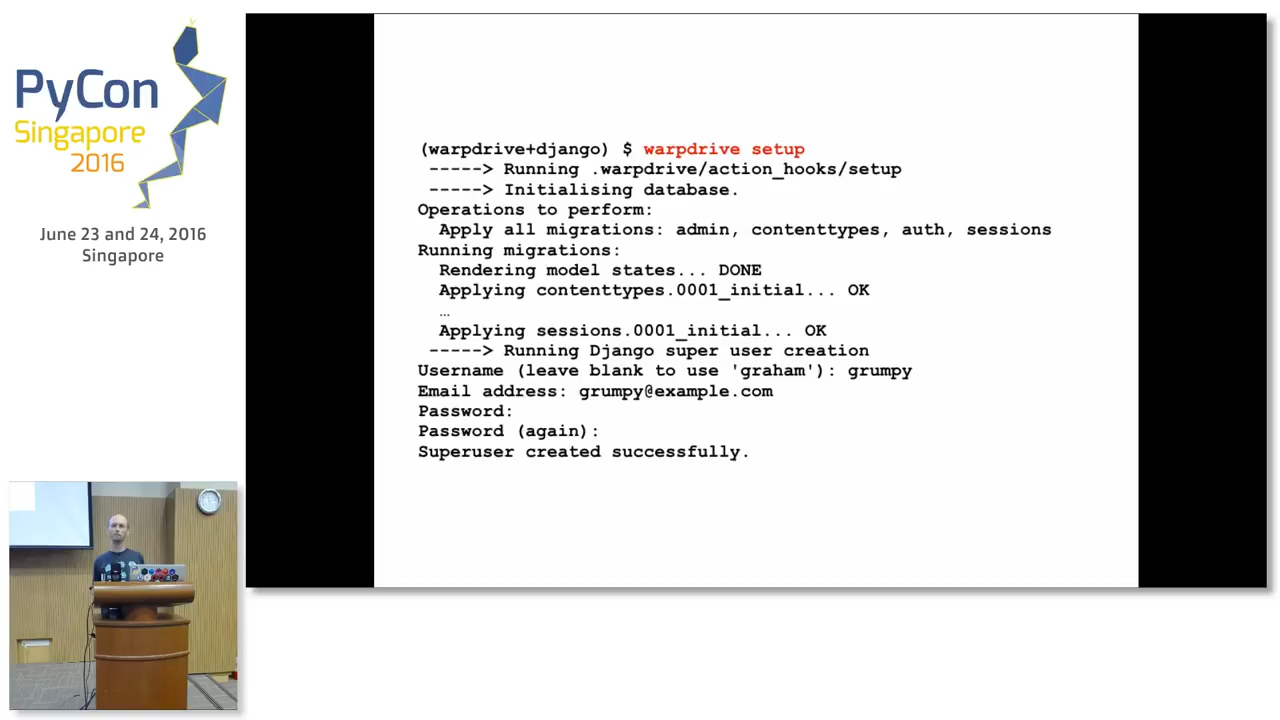 PyCon
Singapore
2016
June 23 and 24, 2016
Singapore
(warpdrive+django) $ warpdrive setup
-----> Running .warpdrive/action_hooks/setup
-----> Initialising database.
Operations to perform:
Apply all migrations: admin, contenttypes, auth, sessions
Running migrations:
Rendering model states... DONE
Applying contenttypes.0001_initial... OK
…
Applying sessions.0001_initial... OK
-----> Running Django super user creation
Username (leave blank to use 'graham'): grumpy
Email address: grumpy@example.com
Password:
Password (again):
Superuser created successfully.